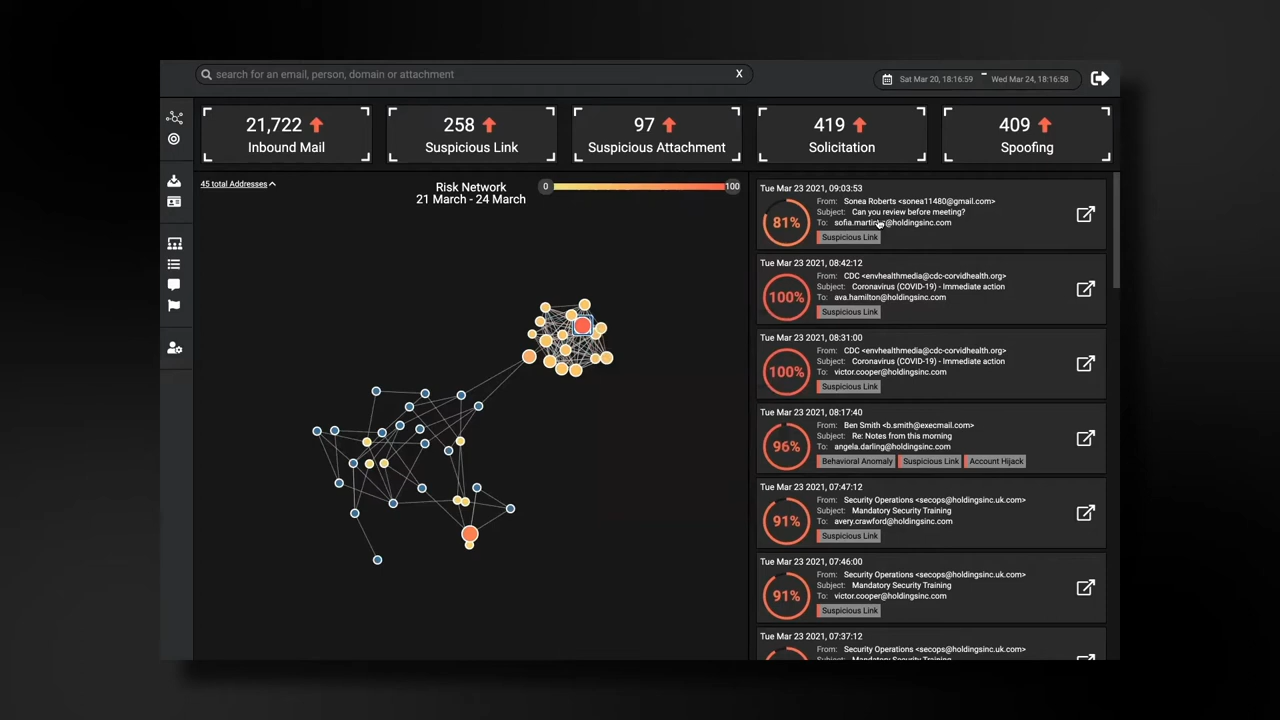 search for an email, person, domain or attachment
X
Sat Mar 20, 18:16:59 - Wed Mar 24, 18:16:58
21,722
Inbound Mail
258
Suspicious Link
97
Suspicious Attachment
419
Solicitation
409
Spoofing
45 total Addresses
Risk Network
21 March - 24 March
0
100
Tue Mar 23 2021, 09:03:53
81%
From: Sonea Roberts <sonea11480@gmail.com>
Subject: Can you review before meeting?
To: @holdingsinc.com
Suspicious Link
Tue Mar 23 2021, 08:42:12
100%
From: CDC <envhealthmedia@cdc-corvidhealth.org>
Subject: Coronavirus (COVID-19) - Immediate action
To: ava.hamilton@holdingsinc.com
Suspicious Link
Tue Mar 23 2021, 08:31:00
100%
From: CDC <envhealthmedia@cdc-corvidhealth.org>
Subject: Coronavirus (COVID-19) - Immediate action
To: victor.cooper@holdingsinc.com
Suspicious Link
Tue Mar 23 2021, 08:17:40
96%
From: Ben Smith <b.smith@execmail.com>
Subject: Re: Notes from this morning
To: angela.darling@holdingsinc.com
Behavioral Anomaly Suspicious Link Account Hijack
Tue Mar 23 2021, 07:47:12
91%
From: Security Operations <secops@holdingsinc.uk.com>
Subject: Mandatory Security Training
To: avery.crawford@holdingsinc.com
Suspicious Link
Tue Mar 23 2021, 07:46:00
91%
From: Security Operations <secops@holdingsinc.uk.com>
Subject: Mandatory Security Training
To: victor.cooper@holdingsinc.com
Suspicious Link
Tue Mar 23 2021, 07:37:12
From: Security Operations <secops@holdingsinc.uk.com>
Subject: Mandatory Security Training